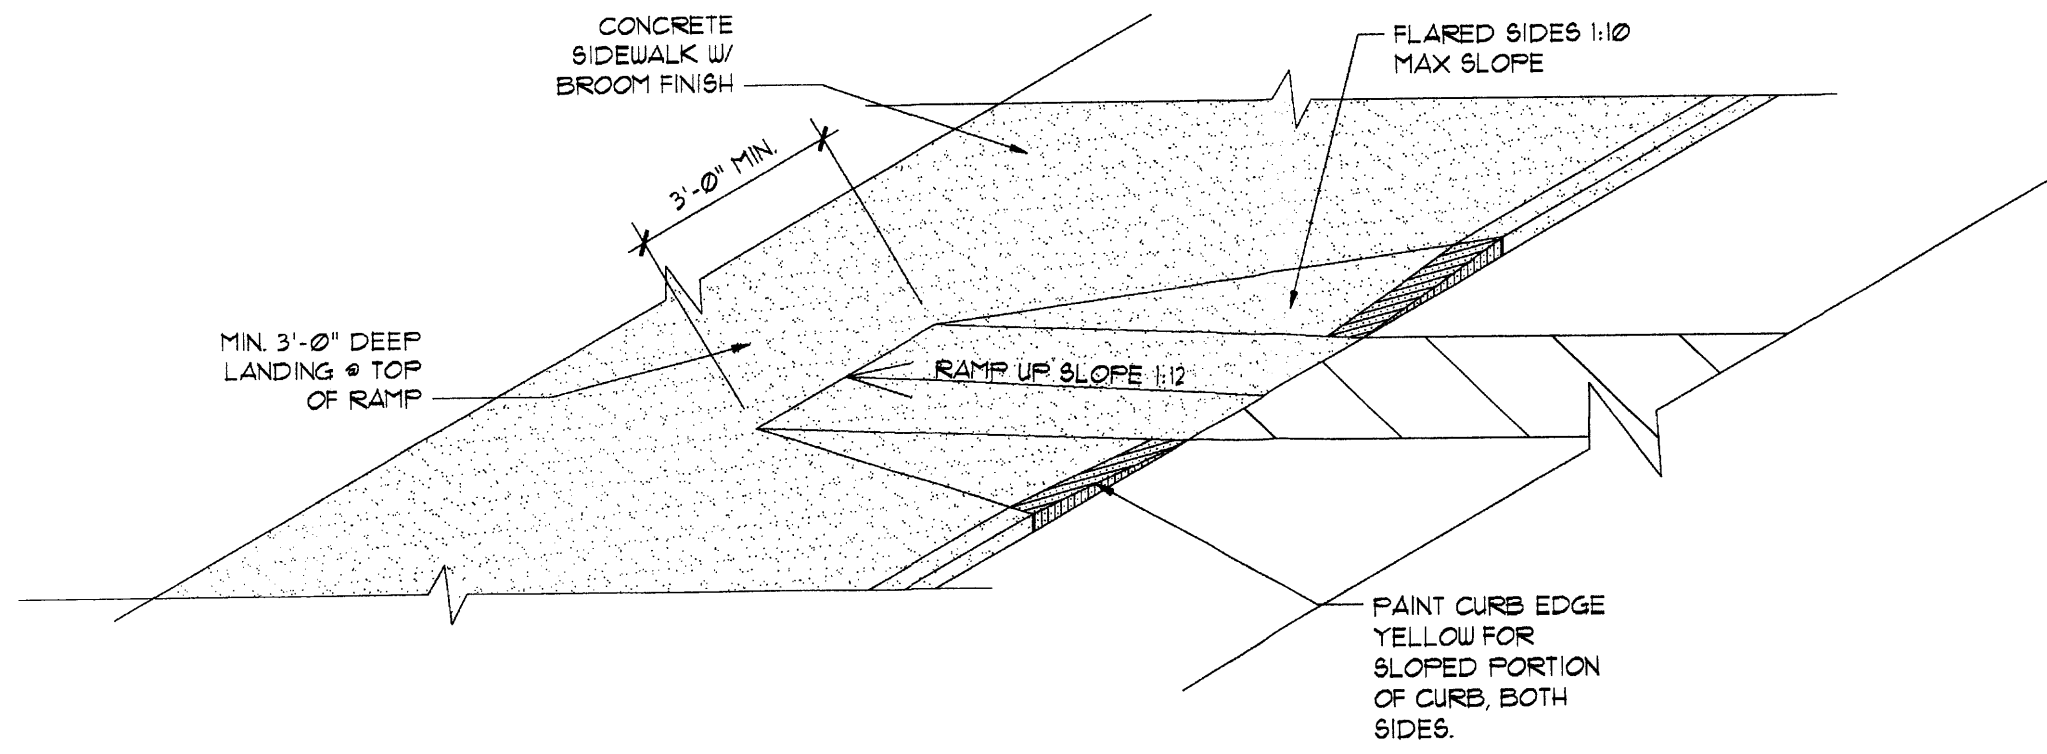 CONCRETE
SIDEWALK W/
BROOM FINISH
FLARED SIDES 1:10
MAX SLOPE
3'-0" MIN.
MIN. 3'-0" DEEP
LANDING @ TOP
OF RAMP
RAMP UP SLOPE 1:12
PAINT CURB EDGE
YELLOW FOR
SLOPED PORTION
OF CURB, BOTH
SIDES.